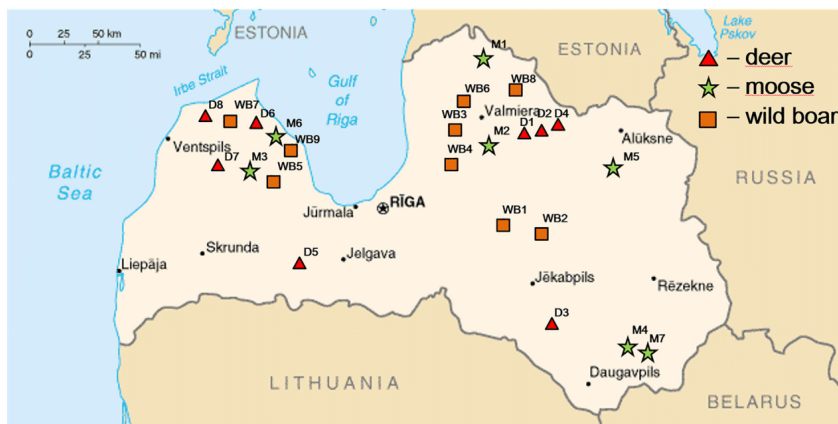 0 25 50 km
0 25 50 mi
ESTONIA
Irbe Strait
Gulf
of
Riga
Baltic
Sea
M1
ESTONIA
Lake
Pskov
– deer
– moose
– wild boar
WB6
WB8
Valmiera
WB3
D1
D2
D4
M2
WB4
Alūksne
M5
D8
WB7
D6
M6
WB9
Ventspils
D7
M3
WB5
RUSSIA
Jūrmala
RĪGA
WB1
WB2
Skrunda
D5
Jelgava
Liepāja
Jēkabpils
Rēzekne
D3
M4
M7
Daugavpils
LITHUANIA
BELARUS